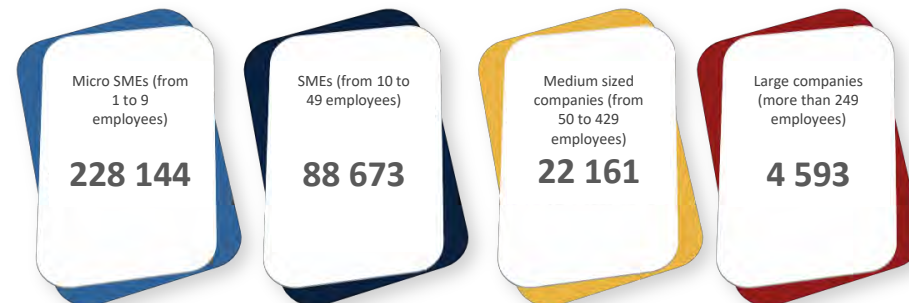 Micro SMEs (from
1 to 9
employees)
228 144
SMEs (from 10 to
49 employees)
88 673
Medium sized
companies (from
50 to 429
employees)
22 161
Large companies
(more than 249
employees)
4 593